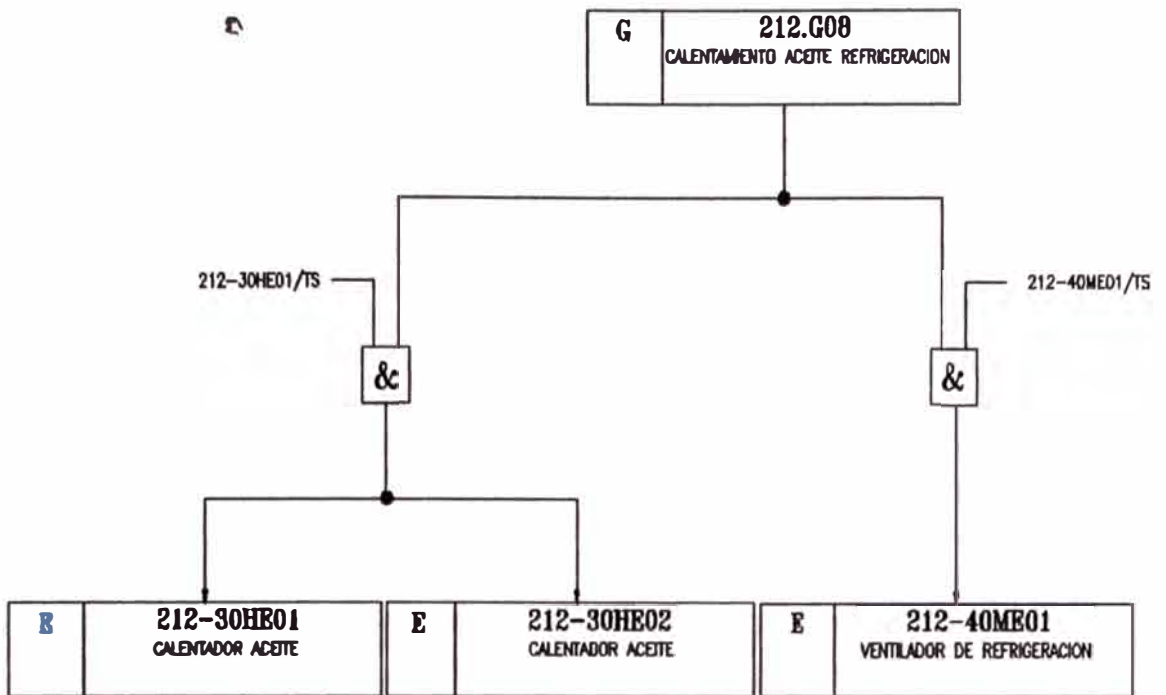 G
212.G08
CALENTAMIENTO ACEITE REFRIGERACION
212-30HE01/TS
212-40ME01/TS
&
&
E
212-30HE01
CALENTADOR ACEITE
E
212-30HE02
CALENTADOR ACEITE
E
212-40ME01
VENTILADOR DE REFRIGERACION